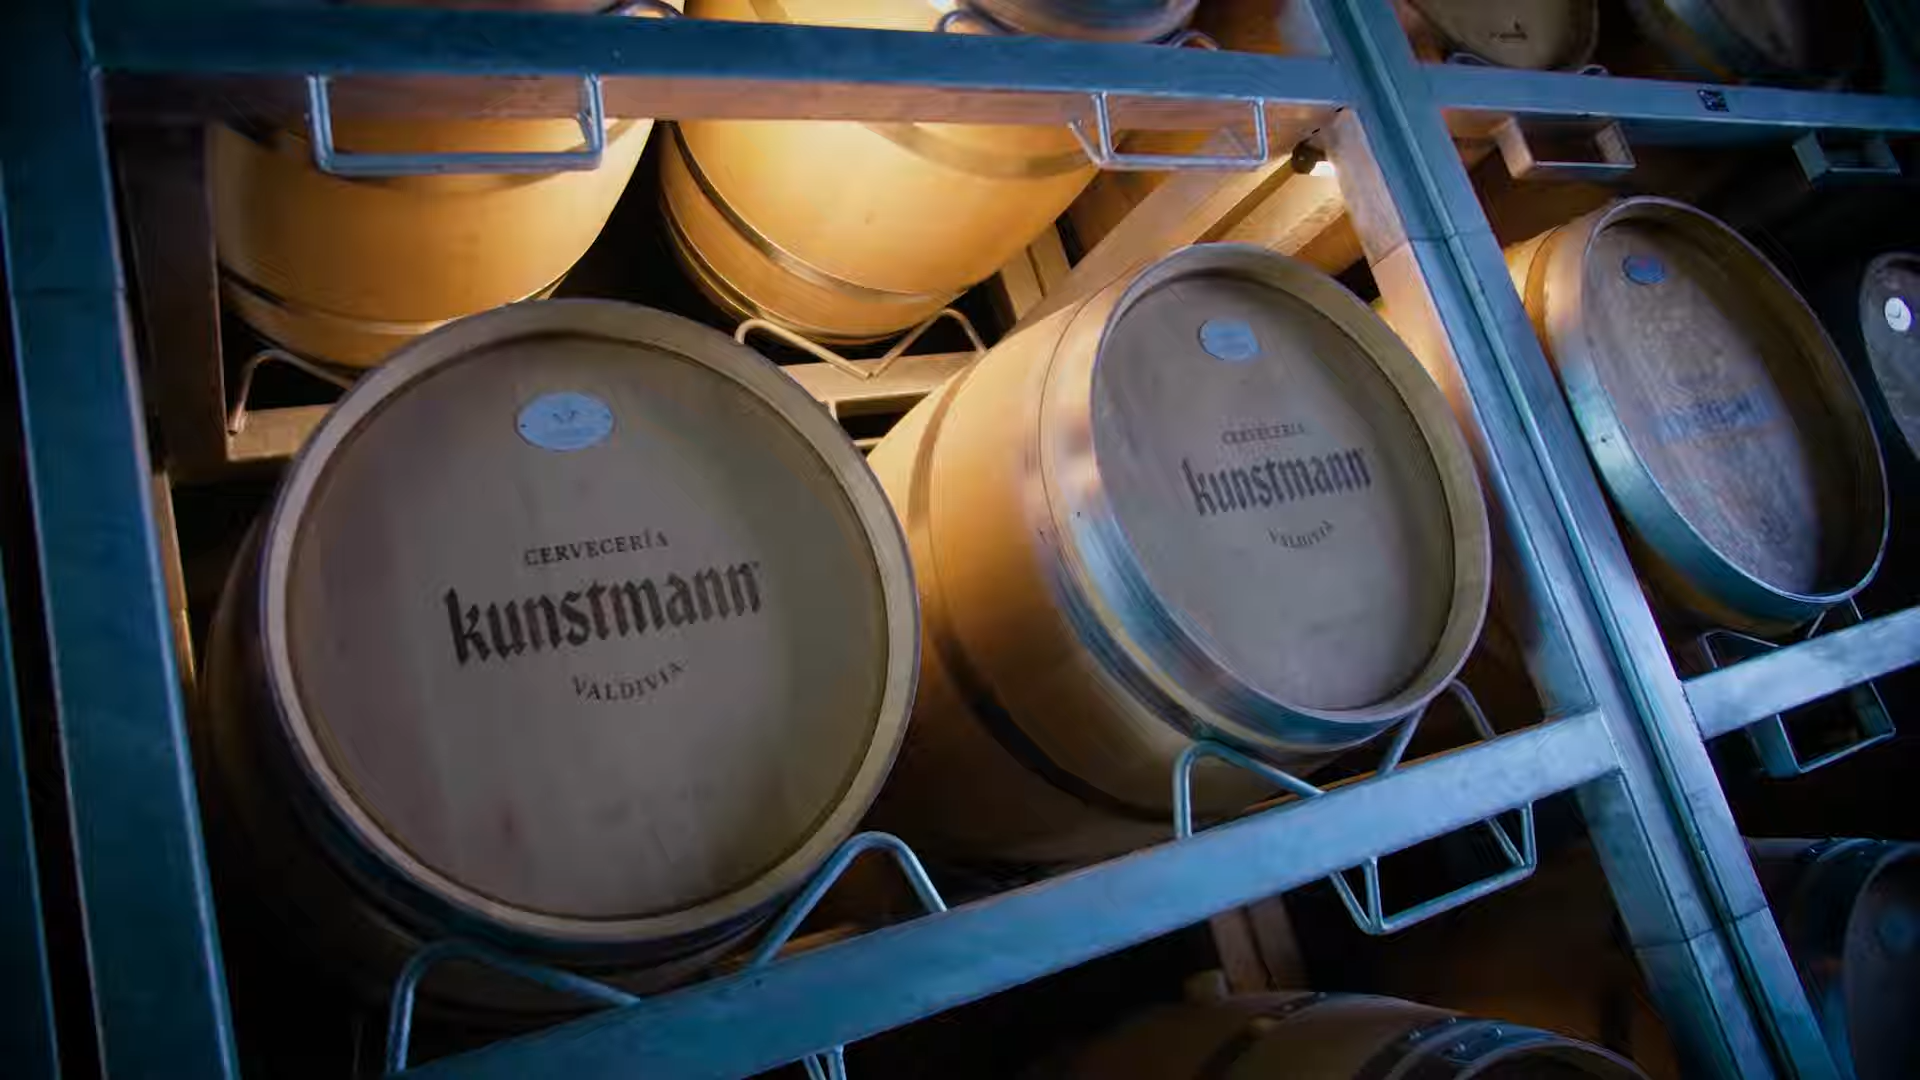 CERVECERÍA
kunstmann
VALDIVIA
CERVECERÍA
kunstmann
VALDIVIA